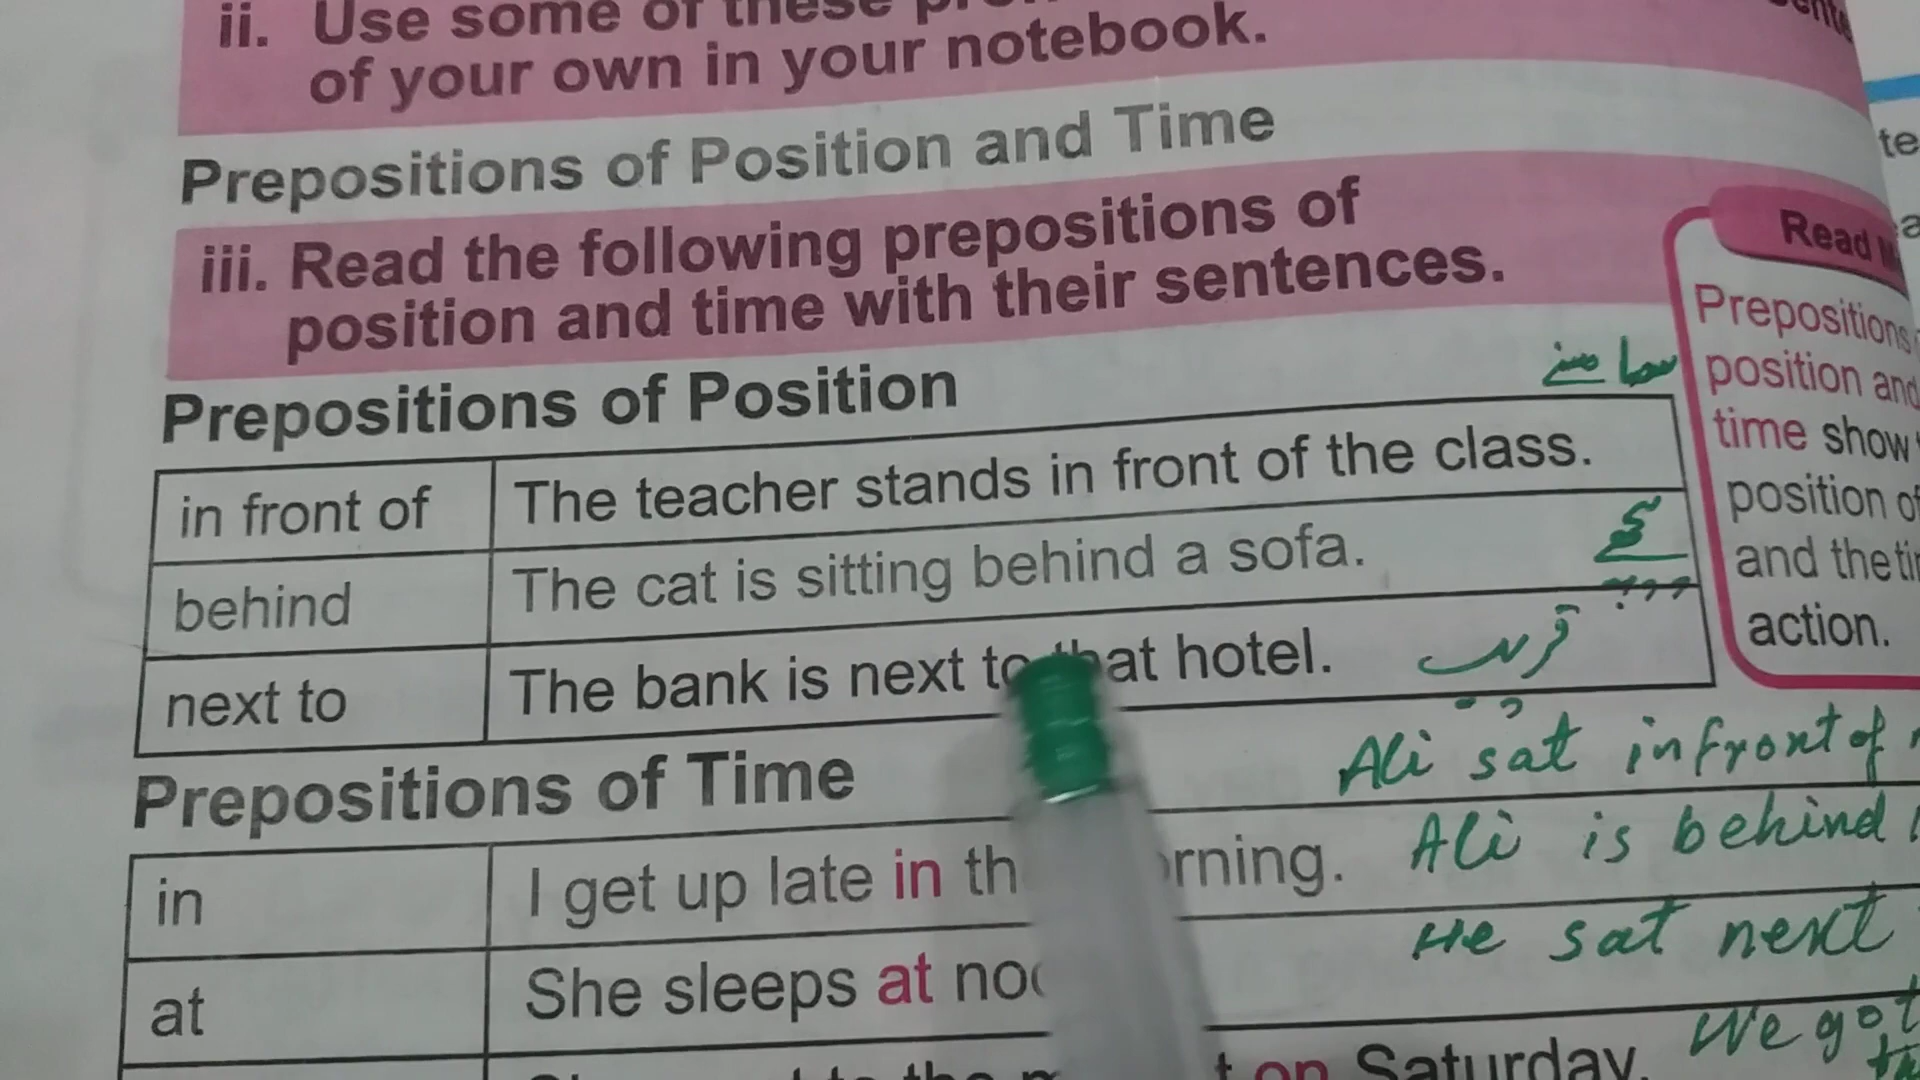 ii. Use some of these
of your own in your notebook.
Prepositions of Position and Time
iii. Read the following prepositions of
position and time with their sentences.
Prepositions of Position
سامنے
in front of The teacher stands in front of the class.
behind The cat is sitting behind a sofa.
پیچھے
next to The bank is next to that hotel.
قریب
Prepositions of Time
Ali sat infront of
in I get up late in
Ali is behind
at She sleeps at
He sat next
on Saturday.
We got
Read
Prepositions
position and
time show
position of
and the
action.